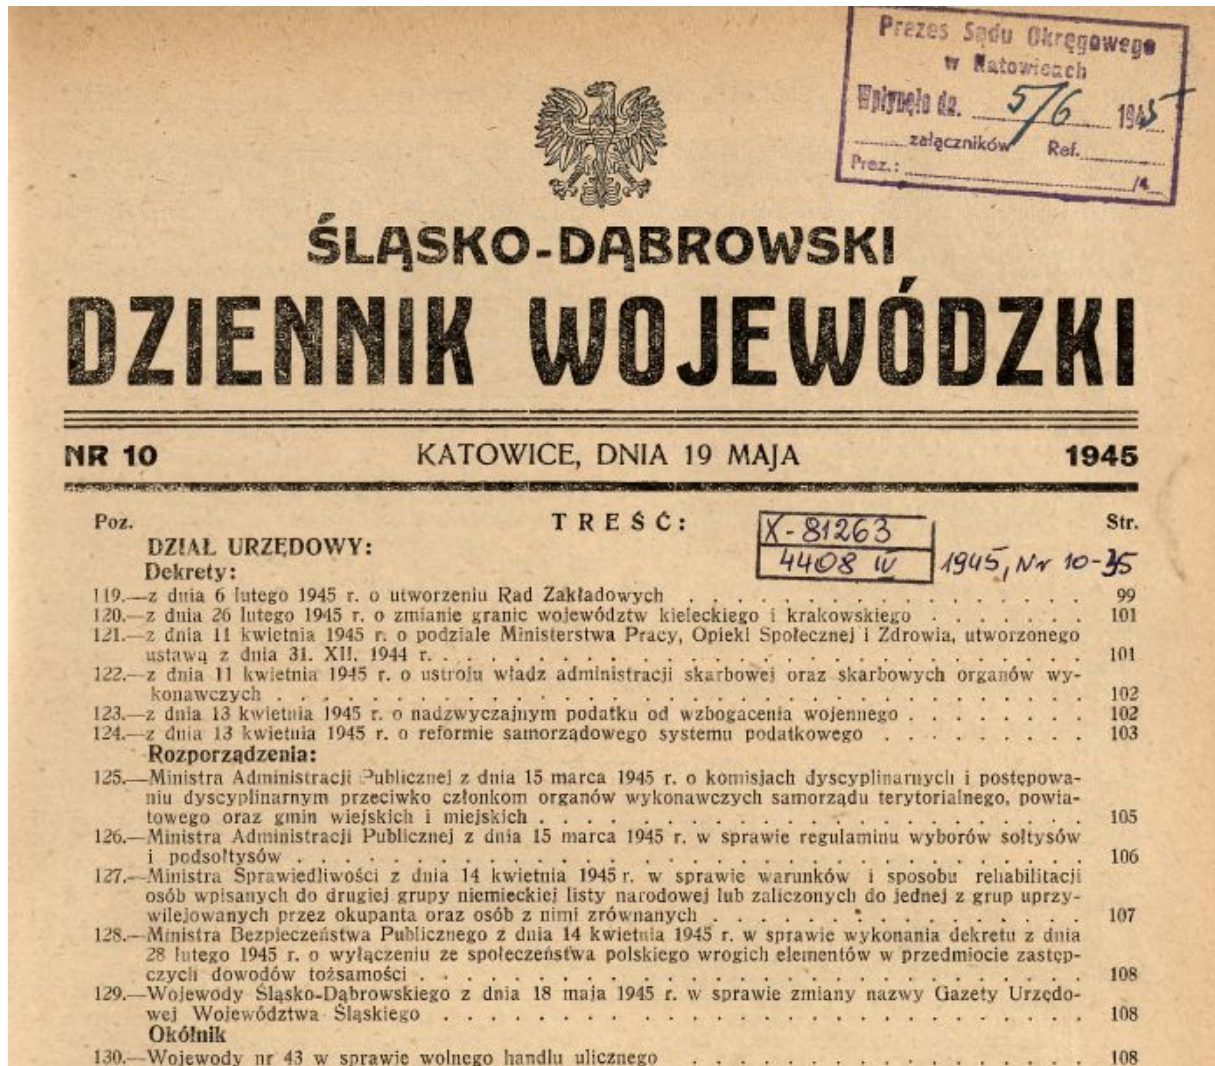 Prezes Sądu Okręgowego
w Katowicach
Wpłynęło dn. 5/6 1945
załączników Ref.
Prez.: /4
ŚLĄSKO-DĄBROWSKI
DZIENNIK WOJEWÓDZKI
NR 10 KATOWICE, DNIA 19 MAJA 1945
Poz. TREŚĆ: Str.
X-81263
4408 IV 1945, Nr 10-35
DZIAŁ URZĘDOWY:
Dekrety:
119.—z dnia 6 lutego 1945 r. o utworzeniu Rad Zakładowych . . . . . . . . . . . . . . . . 99
120.—z dnia 26 lutego 1945 r. o zmianie granic województw kieleckiego i krakowskiego . . . . . . . 101
121.—z dnia 11 kwietnia 1945 r. o podziale Ministerstwa Pracy, Opieki Społecznej i Zdrowia, utworzonego
ustawą z dnia 31. XII. 1944 r. . . . . . . . . . . . . . . . . . . . . . . . . . . 101
122.—z dnia 11 kwietnia 1945 r. o ustroju władz administracji skarbowej oraz skarbowych organów wy-
konawczych . . . . . . . . . . . . . . . . . . . . . . . . . . . . . . . . 102
123.—z dnia 13 kwietnia 1945 r. o nadzwyczajnym podatku od wzbogacenia wojennego . . . . . . . . 102
124.—z dnia 13 kwietnia 1945 r. o reformie samorządowego systemu podatkowego . . . . . . . . . 103
Rozporządzenia:
125.—Ministra Administracji Publicznej z dnia 15 marca 1945 r. o komisjach dyscyplinarnych i postępowa-
niu dyscyplinarnym przeciwko członkom organów wykonawczych samorządu terytorialnego, powia-
towego oraz gmin wiejskich i miejskich . . . . . . . . . . . . . . . . . . . . . . 105
126.—Ministra Administracji Publicznej z dnia 15 marca 1945 r. w sprawie regulaminu wyborów sołtysów
i podsołtysów . . . . . . . . . . . . . . . . . . . . . . . . . . . . . . . 106
127.—Ministra Sprawiedliwości z dnia 14 kwietnia 1945 r. w sprawie warunków i sposobu rehabilitacji
osób wpisanych do drugiej grupy niemieckiej listy narodowej lub zaliczonych do jednej z grup uprzy-
wilejowanych przez okupanta oraz osób z nimi zrównanych . . . . . . . . . . . . . . . 107
128.—Ministra Bezpieczeństwa Publicznego z dnia 14 kwietnia 1945 r. w sprawie wykonania dekretu z dnia
28 lutego 1945 r. o wyłączeniu ze społeczeństwa polskiego wrogich elementów w przedmiocie zastęp-
czych dowodów tożsamości . . . . . . . . . . . . . . . . . . . . . . . . . . . 108
129.—Wojewody Śląsko-Dąbrowskiego z dnia 18 maja 1945 r. w sprawie zmiany nazwy Gazety Urzędo-
wej Województwa Śląskiego . . . . . . . . . . . . . . . . . . . . . . . . . . 108
Okólnik
130.—Wojewody nr 43 w sprawie wolnego handlu ulicznego . . . . . . . . . . . . . . . . 108